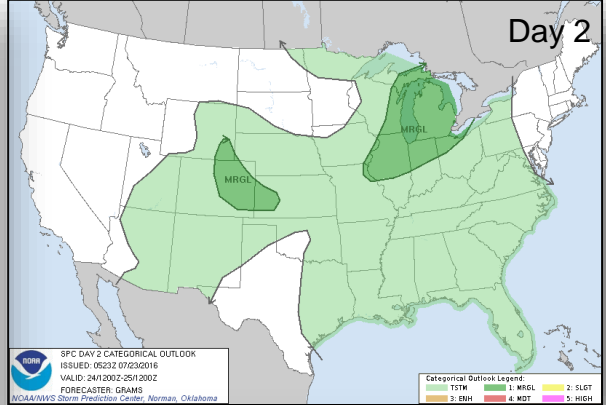 Day 2
MRGL
MRGL
NOAA
SPC DAY 2 CATEGORICAL OUTLOOK
ISSUED: 0523Z 07/23/2016
VALID: 24/1200Z-25/1200Z
FORECASTER: GRAMS
NOAA/NWS Storm Prediction Center, Norman, Oklahoma
Categorical Outlook Legend:
TSTM 1: MRGL 2: SLGT
3: ENH 4: MDT 5: HIGH